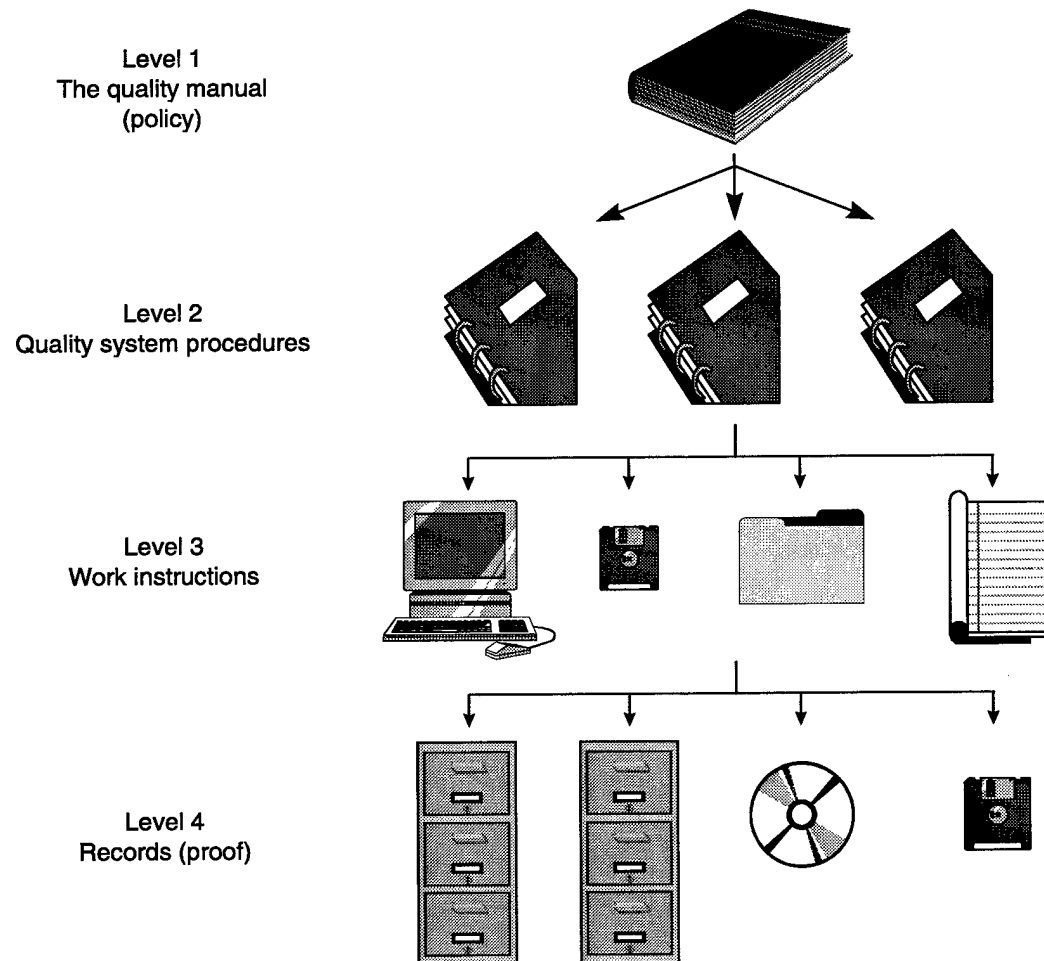 Level 1
The quality manual
(policy)
Level 2
Quality system procedures
Level 3
Work instructions
Level 4
Records (proof)